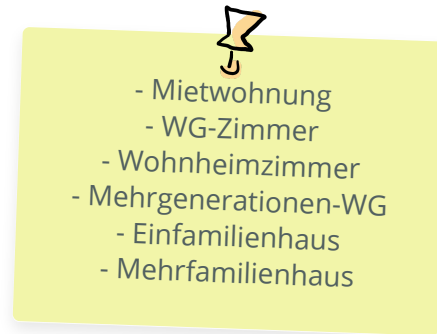 - Mietwohnung
- WG-Zimmer
- Wohnheimzimmer
- Mehrgenerationen-WG
- Einfamilienhaus
- Mehrfamilienhaus